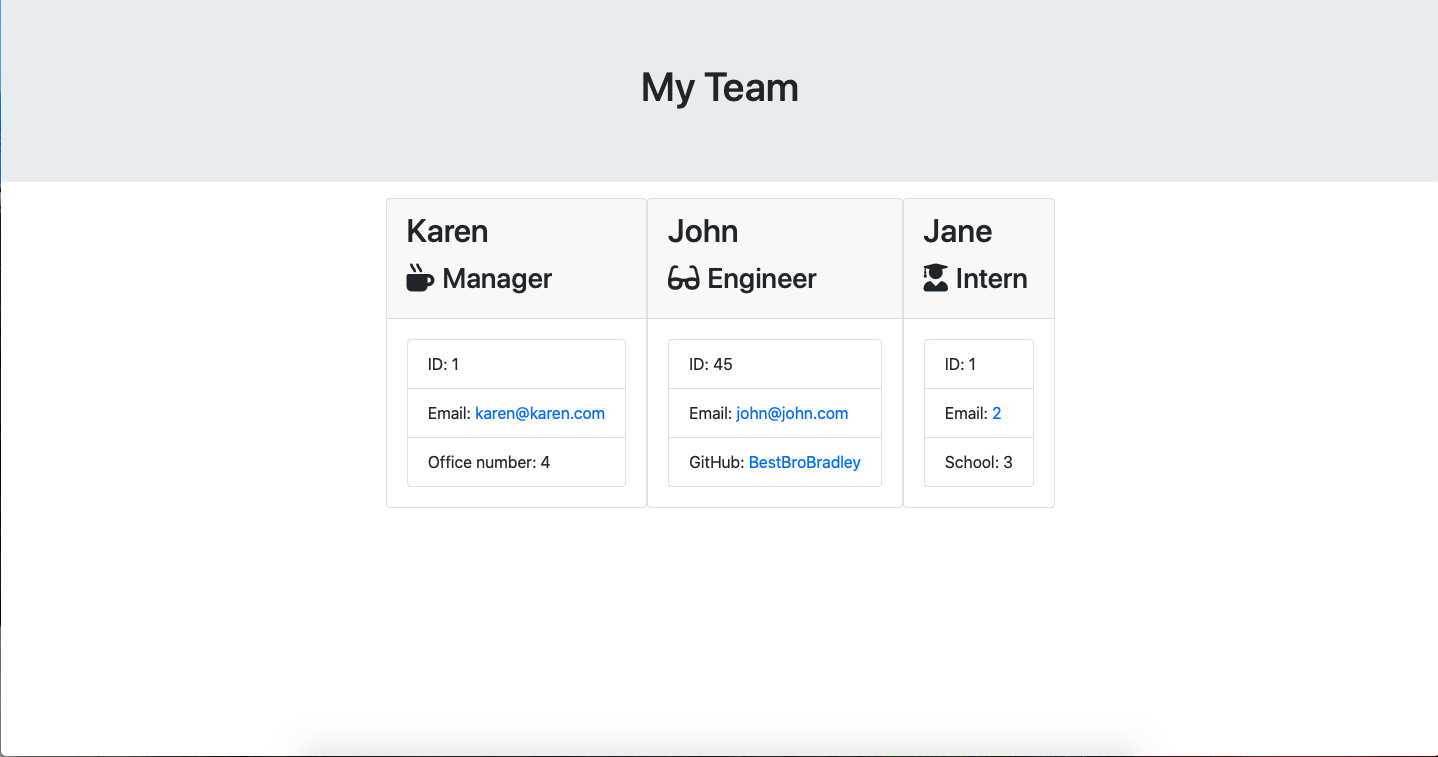 My Team
Karen
Manager
ID: 1
Email: karen@karen.com
Office number: 4
John
Engineer
ID: 45
Email: john@john.com
GitHub: BestBroBradley
Jane
Intern
ID: 1
Email: 2
School: 3